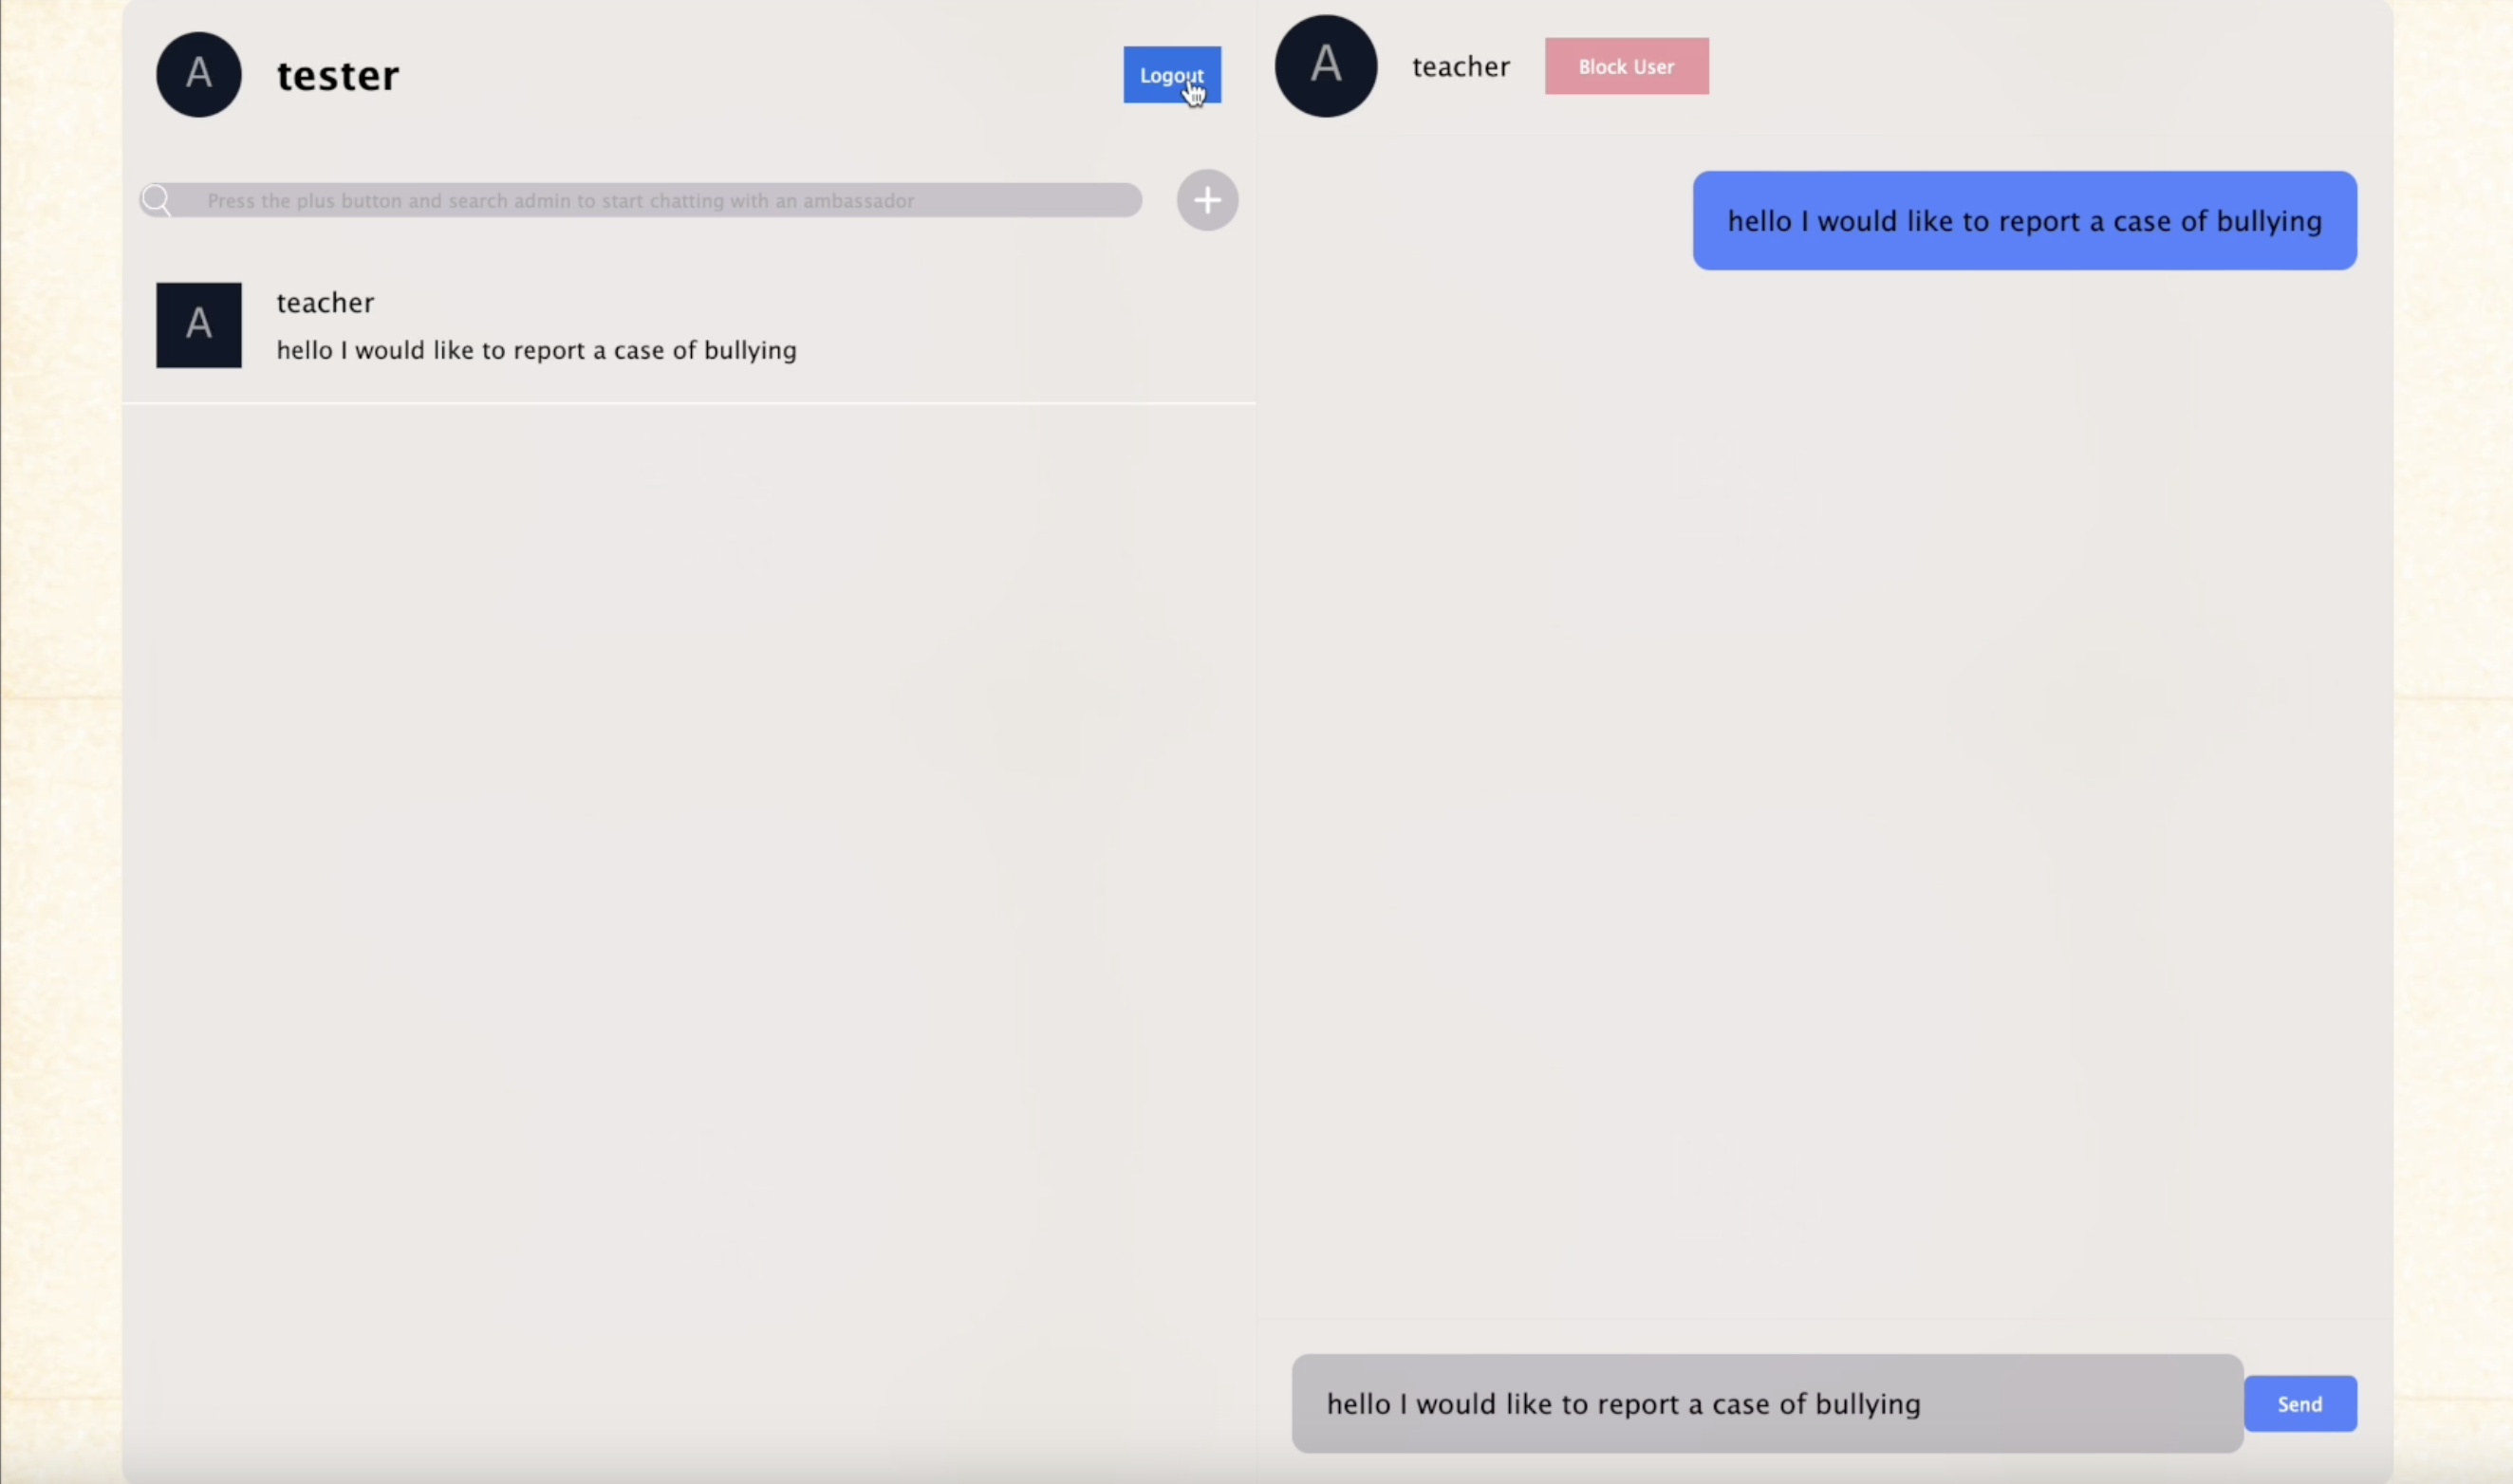 A
tester
Logout
Press the plus button and search admin to start chatting with an ambassador
A
teacher
hello I would like to report a case of bullying
A
teacher
Block User
hello I would like to report a case of bullying
hello I would like to report a case of bullying
Send